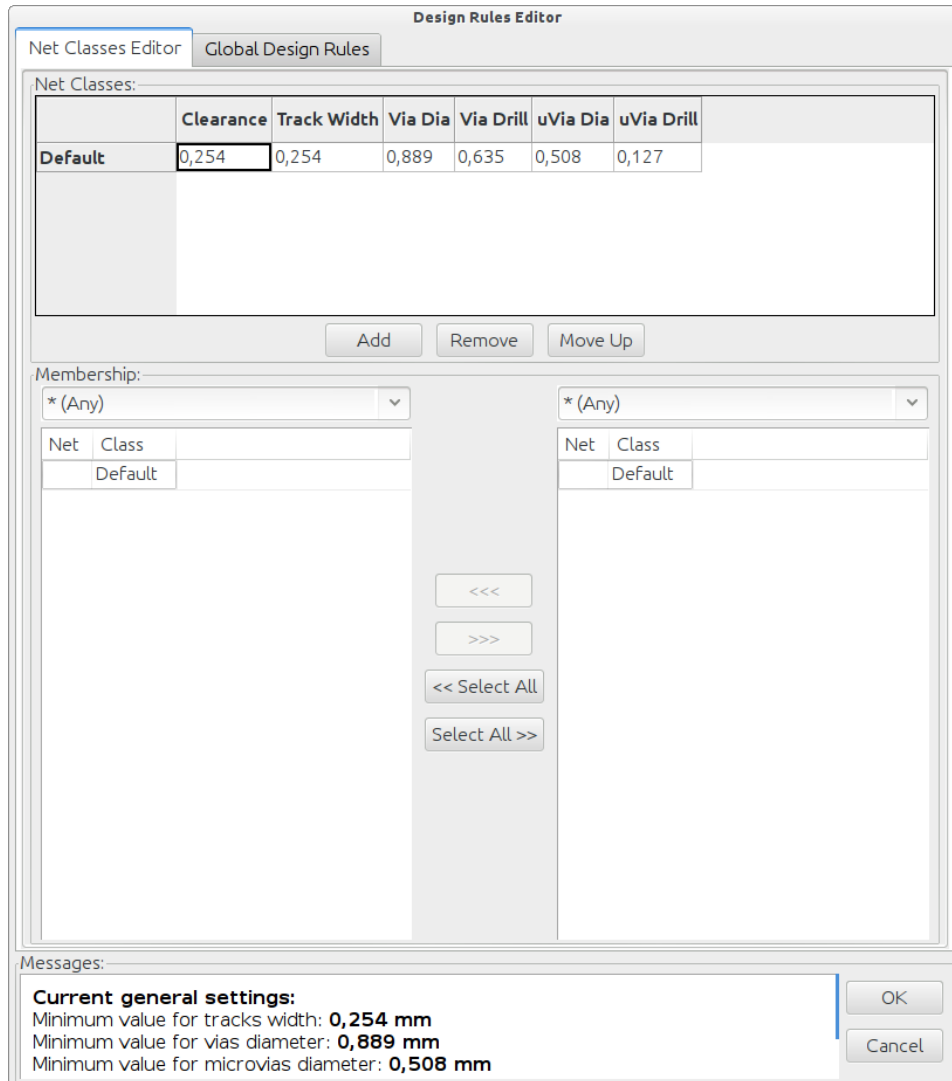 Design Rules Editor
Net Classes Editor Global Design Rules
Net Classes:
Clearance Track Width Via Dia Via Drill uVia Dia uVia Drill
Default 0,254 0,254 0,889 0,635 0,508 0,127
Add Remove Move Up
Membership:
* (Any) * (Any)
Net Class Net Class
Default Default
<<<
>>>
<< Select All
Select All >>
Messages:
Current general settings:
Minimum value for tracks width: 0,254 mm
Minimum value for vias diameter: 0,889 mm
Minimum value for microvias diameter: 0,508 mm
OK
Cancel